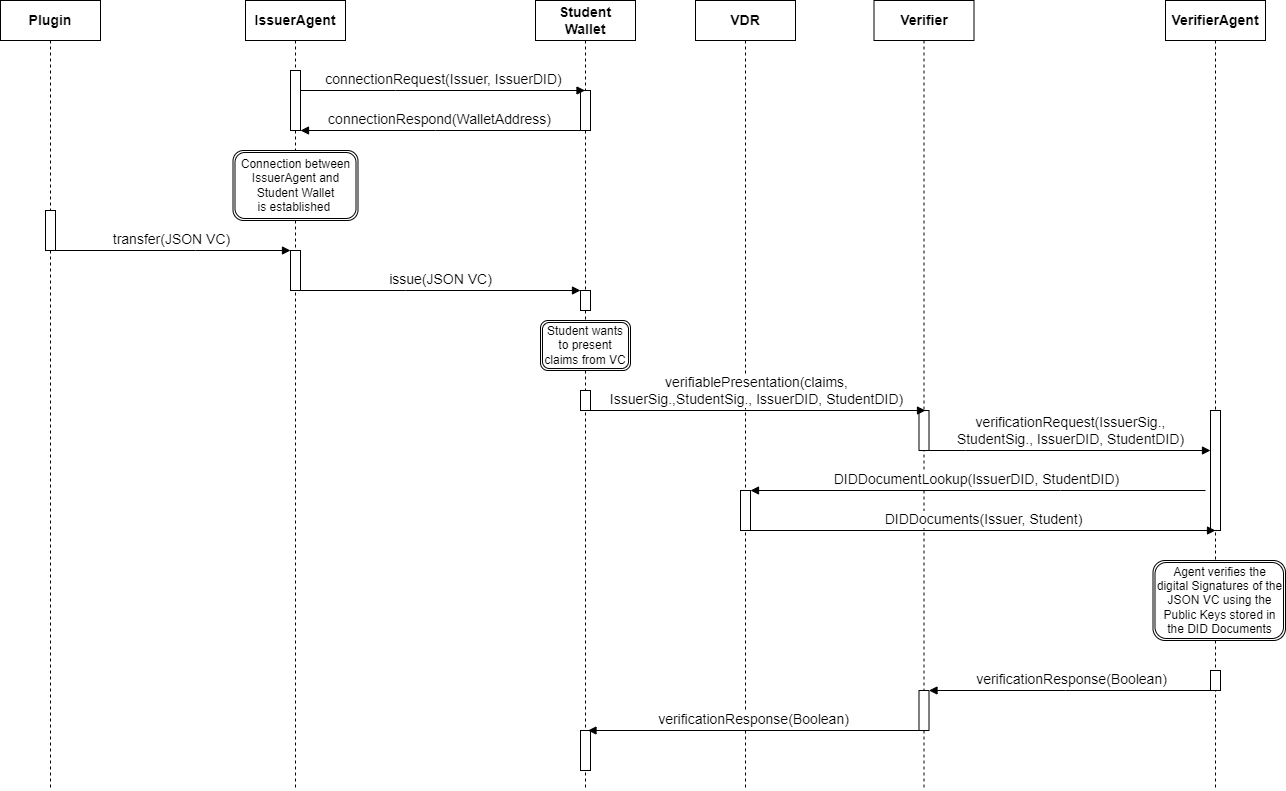 Plugin
IssuerAgent
Student
Wallet
VDR
Verifier
VerifierAgent
connectionRequest(Issuer, IssuerDID)
connectionRespond(WalletAddress)
Connection between
IssuerAgent and
Student Wallet
is established
transfer(JSON VC)
issue(JSON VC)
Student wants
to present
claims from VC
verifiablePresentation(claims,
IssuerSig.,StudentSig., IssuerDID, StudentDID)
verificationRequest(IssuerSig.,
StudentSig., IssuerDID, StudentDID)
DIDDocumentLookup(IssuerDID, StudentDID)
DIDDocuments(Issuer, Student)
Agent verifies the
digital Signatures of the
JSON VC using the
Public Keys stored in
the DID Documents
verificationResponse(Boolean)
verificationResponse(Boolean)